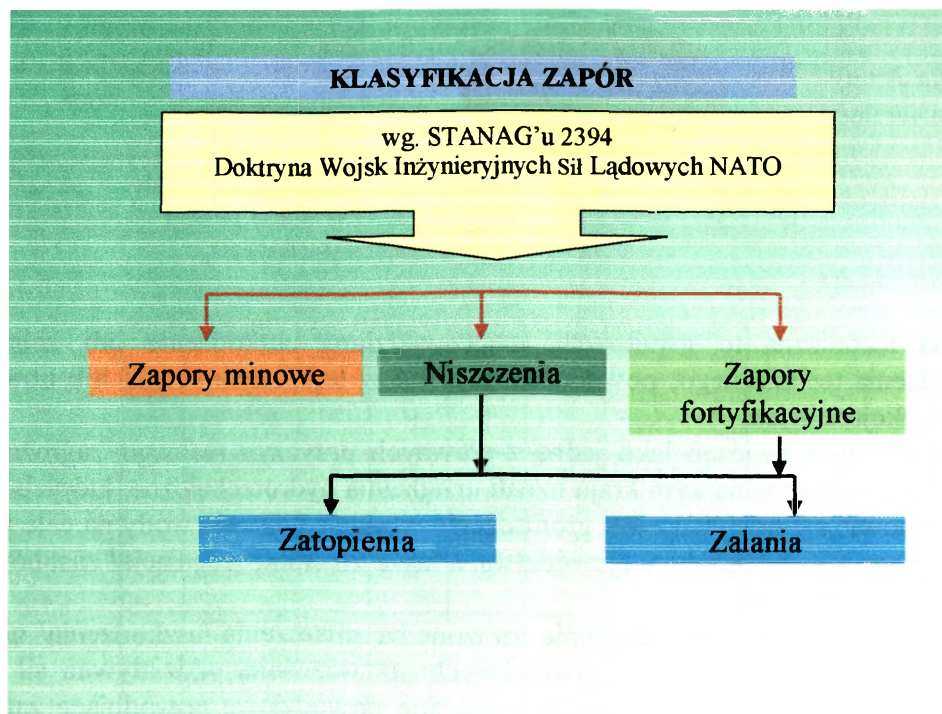 KLASYFIKACJA ZAPÓR
wg. STANAG'u 2394
Doktryna Wojsk Inżynieryjnych Sił Lądowych NATO
Zapory minowe
Niszczenia
Zapory
fortyfikacyjne
Zatopienia
Zalania